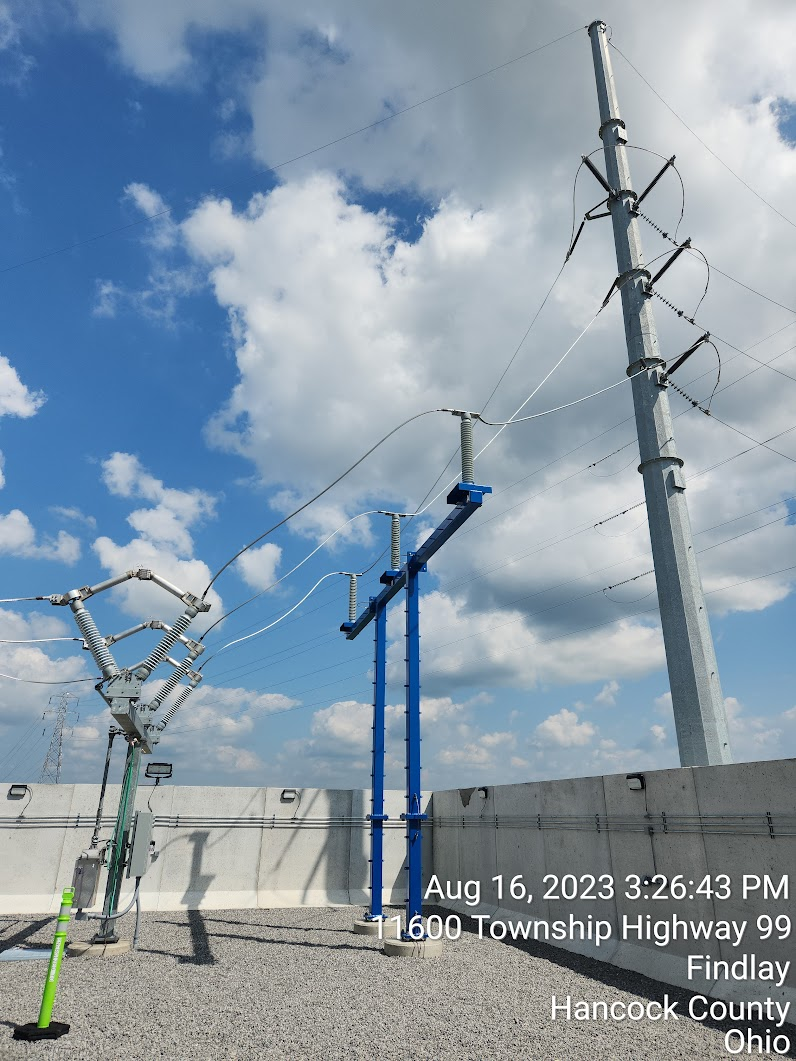 Aug 16, 2023 3:26:43 PM
11600 Township Highway 99
Findlay
Hancock County
Ohio